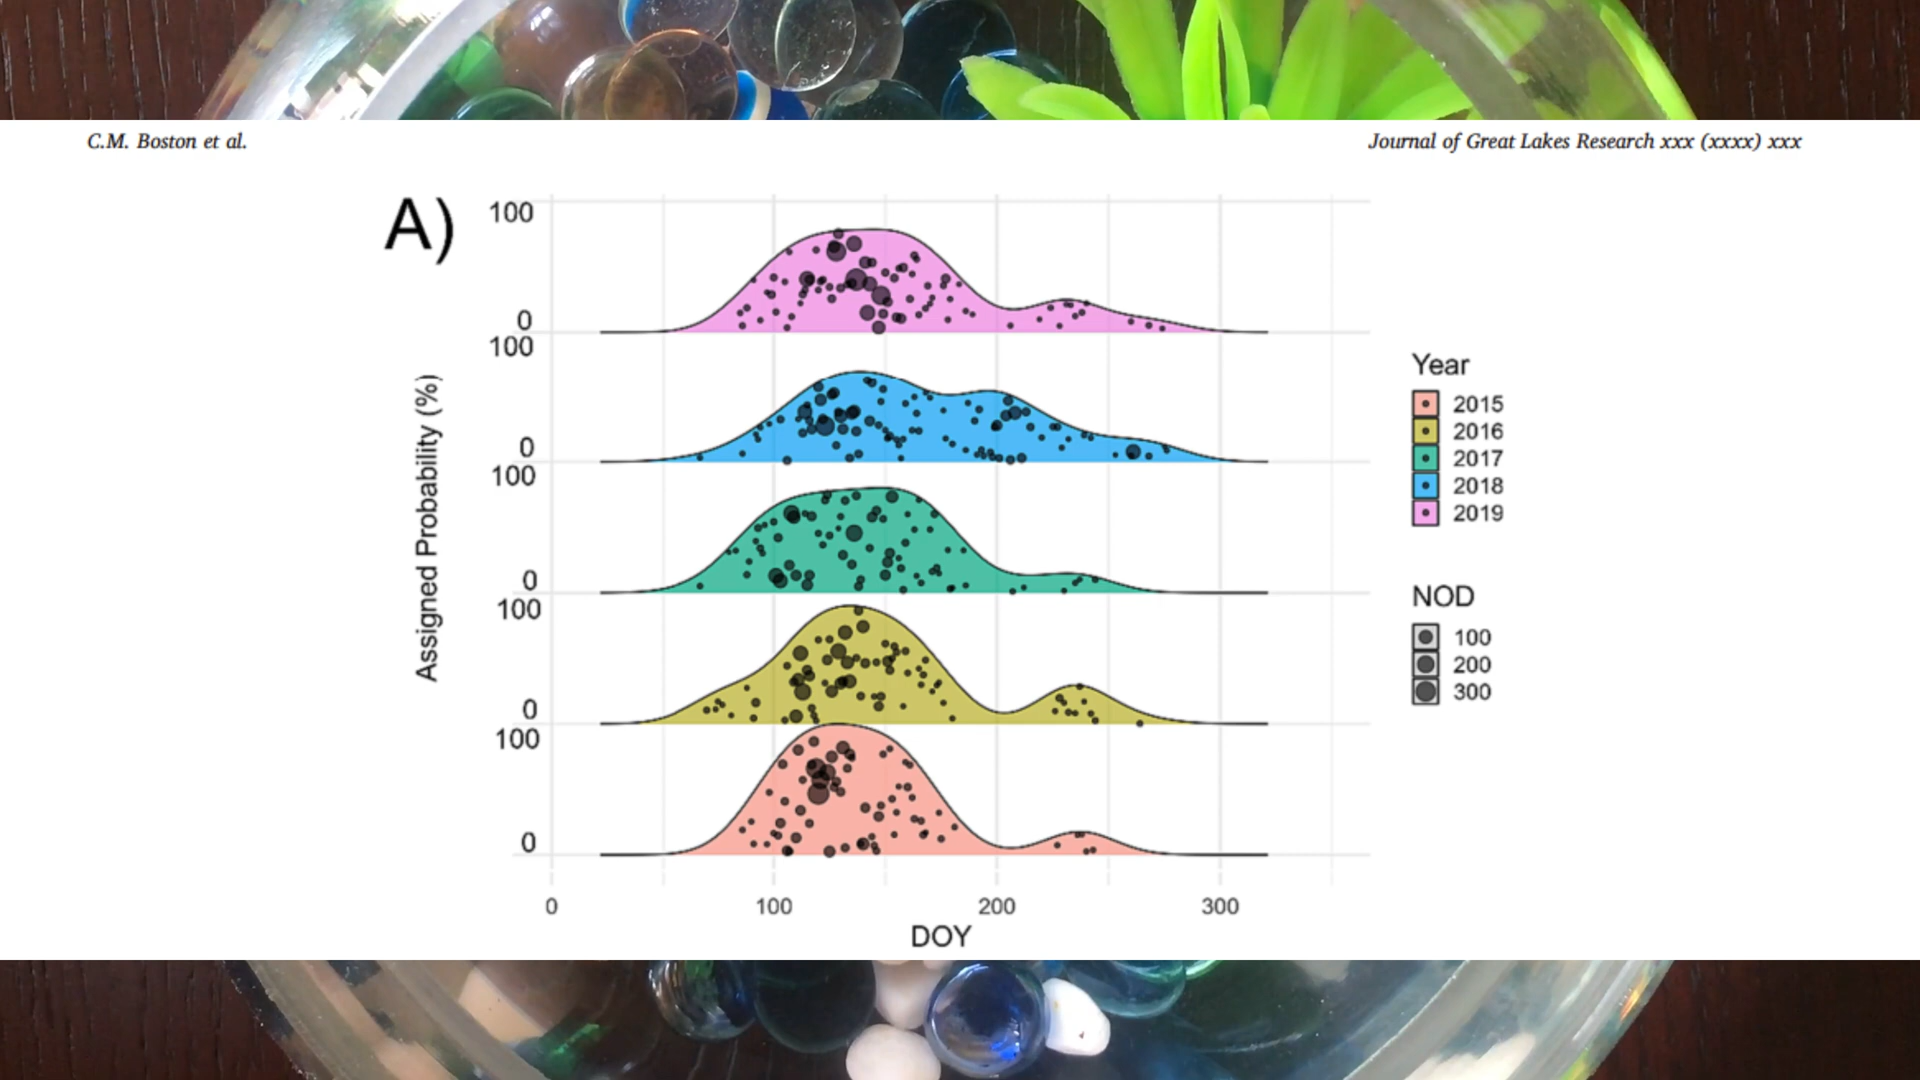 C.M. Boston et al.
Journal of Great Lakes Research xxx (xxxx) xxx
A)
Assigned Probability (%)
100
0
100
0
100
0
100
0
100
0
0 100 200 300
DOY
Year
2015
2016
2017
2018
2019
NOD
100
200
300